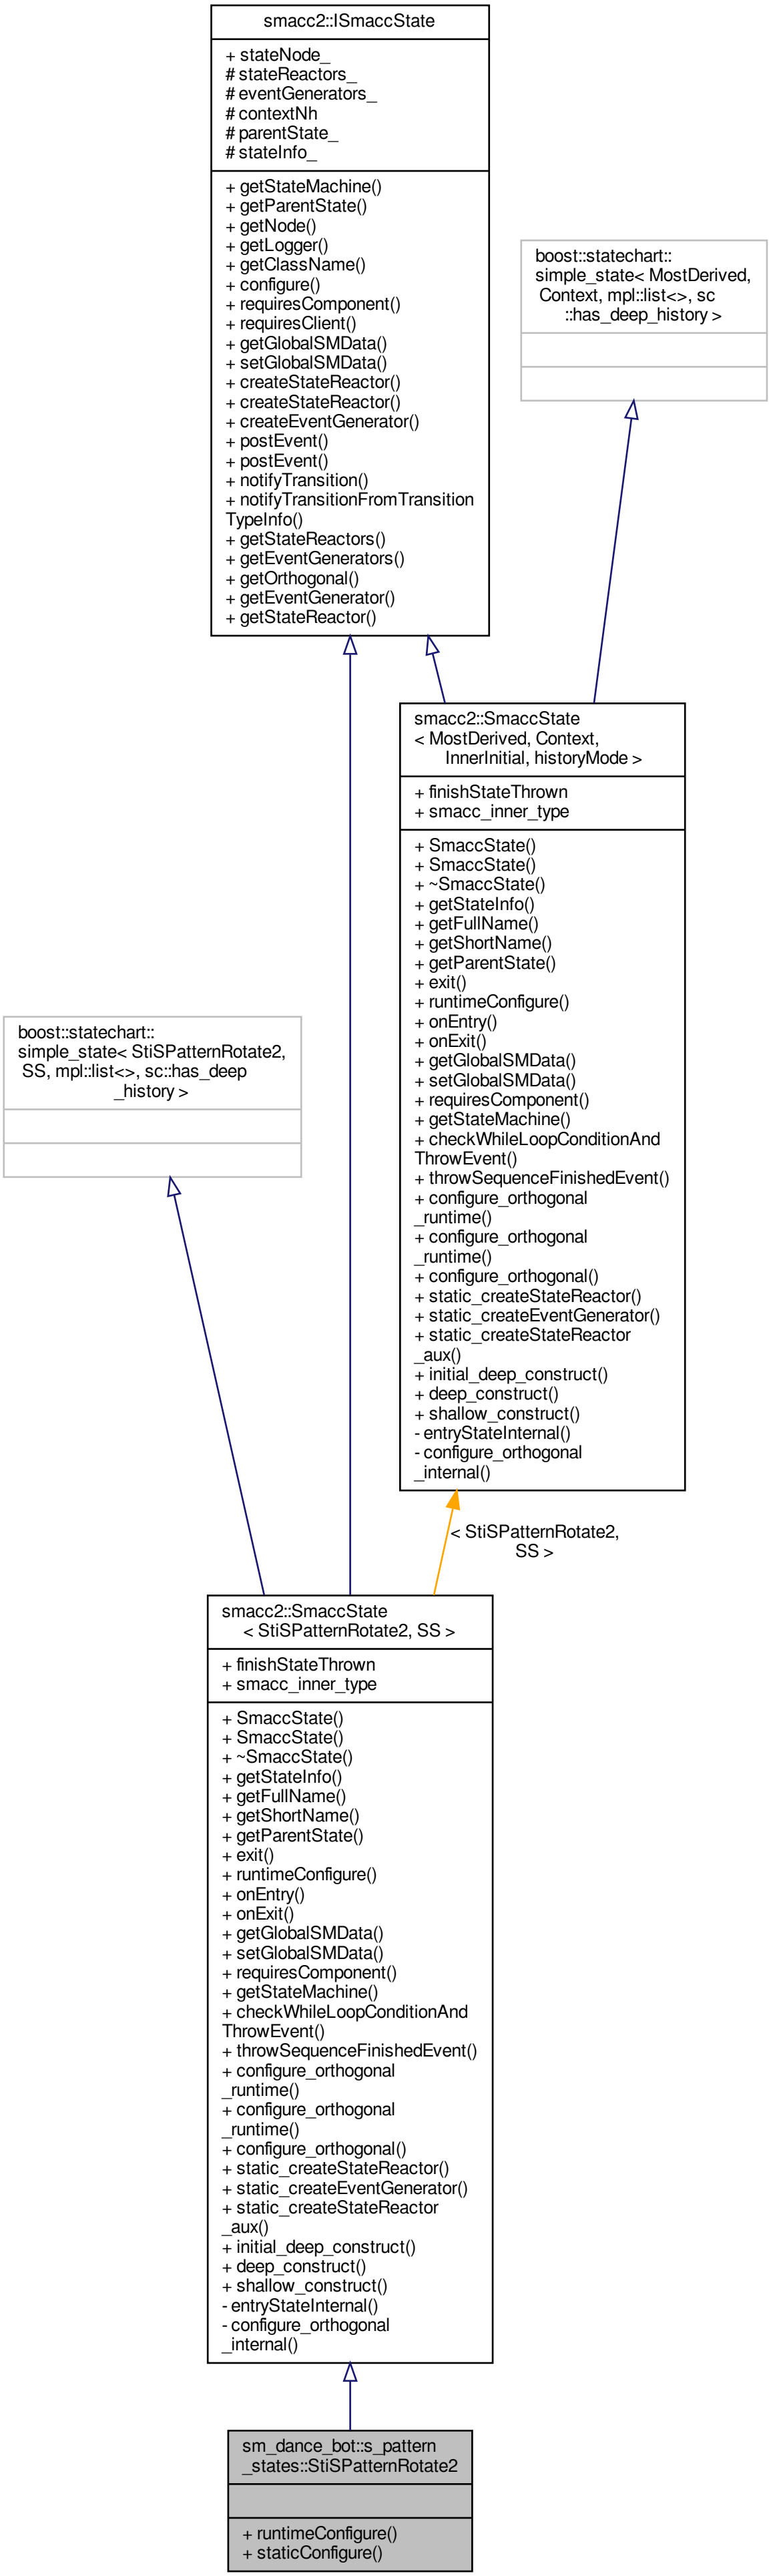 smacc2::ISmaccState
+ stateNode_
# stateReactors_
# eventGenerators_
# contextNh
# parentState_
# stateInfo_
+ getStateMachine()
+ getParentState()
+ getNode()
+ getLogger()
+ getClassName()
+ configure()
+ requiresComponent()
+ requiresClient()
+ getGlobalSMData()
+ setGlobalSMData()
+ createStateReactor()
+ createStateReactor()
+ createEventGenerator()
+ postEvent()
+ postEvent()
+ notifyTransition()
+ notifyTransitionFromTransition
TypeInfo()
+ getStateReactors()
+ getEventGenerators()
+ getOrthogonal()
+ getEventGenerator()
+ getStateReactor()
boost::statechart::
simple_state< MostDerived,
Context, mpl::list<>, sc
::has_deep_history >
smacc2::SmaccState
< MostDerived, Context,
InnerInitial, historyMode >
+ finishStateThrown
+ smacc_inner_type
+ SmaccState()
+ SmaccState()
+ ~SmaccState()
+ getStateInfo()
+ getFullName()
+ getShortName()
+ getParentState()
+ exit()
+ runtimeConfigure()
+ onEntry()
+ onExit()
+ getGlobalSMData()
+ setGlobalSMData()
+ requiresComponent()
+ getStateMachine()
+ checkWhileLoopConditionAnd
ThrowEvent()
+ throwSequenceFinishedEvent()
+ configure_orthogonal
_runtime()
+ configure_orthogonal
_runtime()
+ configure_orthogonal()
+ static_createStateReactor()
+ static_createEventGenerator()
+ static_createStateReactor
_aux()
+ initial_deep_construct()
+ deep_construct()
+ shallow_construct()
- entryStateInternal()
- configure_orthogonal
_internal()
boost::statechart::
simple_state< StiSPatternRotate2,
SS, mpl::list<>, sc::has_deep
_history >
< StiSPatternRotate2,
SS >
smacc2::SmaccState
< StiSPatternRotate2, SS >
+ finishStateThrown
+ smacc_inner_type
+ SmaccState()
+ SmaccState()
+ ~SmaccState()
+ getStateInfo()
+ getFullName()
+ getShortName()
+ getParentState()
+ exit()
+ runtimeConfigure()
+ onEntry()
+ onExit()
+ getGlobalSMData()
+ setGlobalSMData()
+ requiresComponent()
+ getStateMachine()
+ checkWhileLoopConditionAnd
ThrowEvent()
+ throwSequenceFinishedEvent()
+ configure_orthogonal
_runtime()
+ configure_orthogonal
_runtime()
+ configure_orthogonal()
+ static_createStateReactor()
+ static_createEventGenerator()
+ static_createStateReactor
_aux()
+ initial_deep_construct()
+ deep_construct()
+ shallow_construct()
- entryStateInternal()
- configure_orthogonal
_internal()
sm_dance_bot::s_pattern
_states::StiSPatternRotate2
+ runtimeConfigure()
+ staticConfigure()